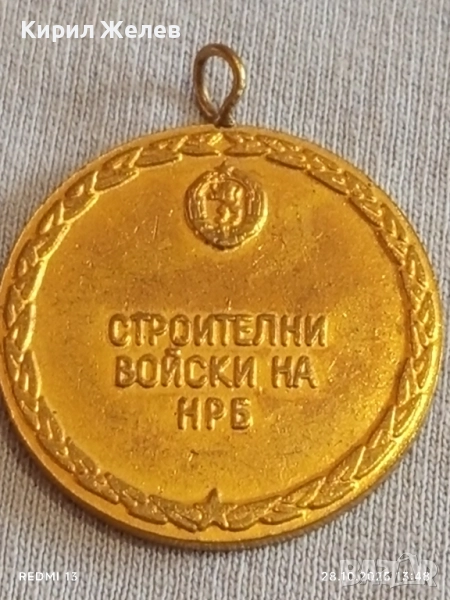 Кирил Желев
СТРОИТЕЛНИ
ВОЙСКИ НА
НРБ
REDMI 13